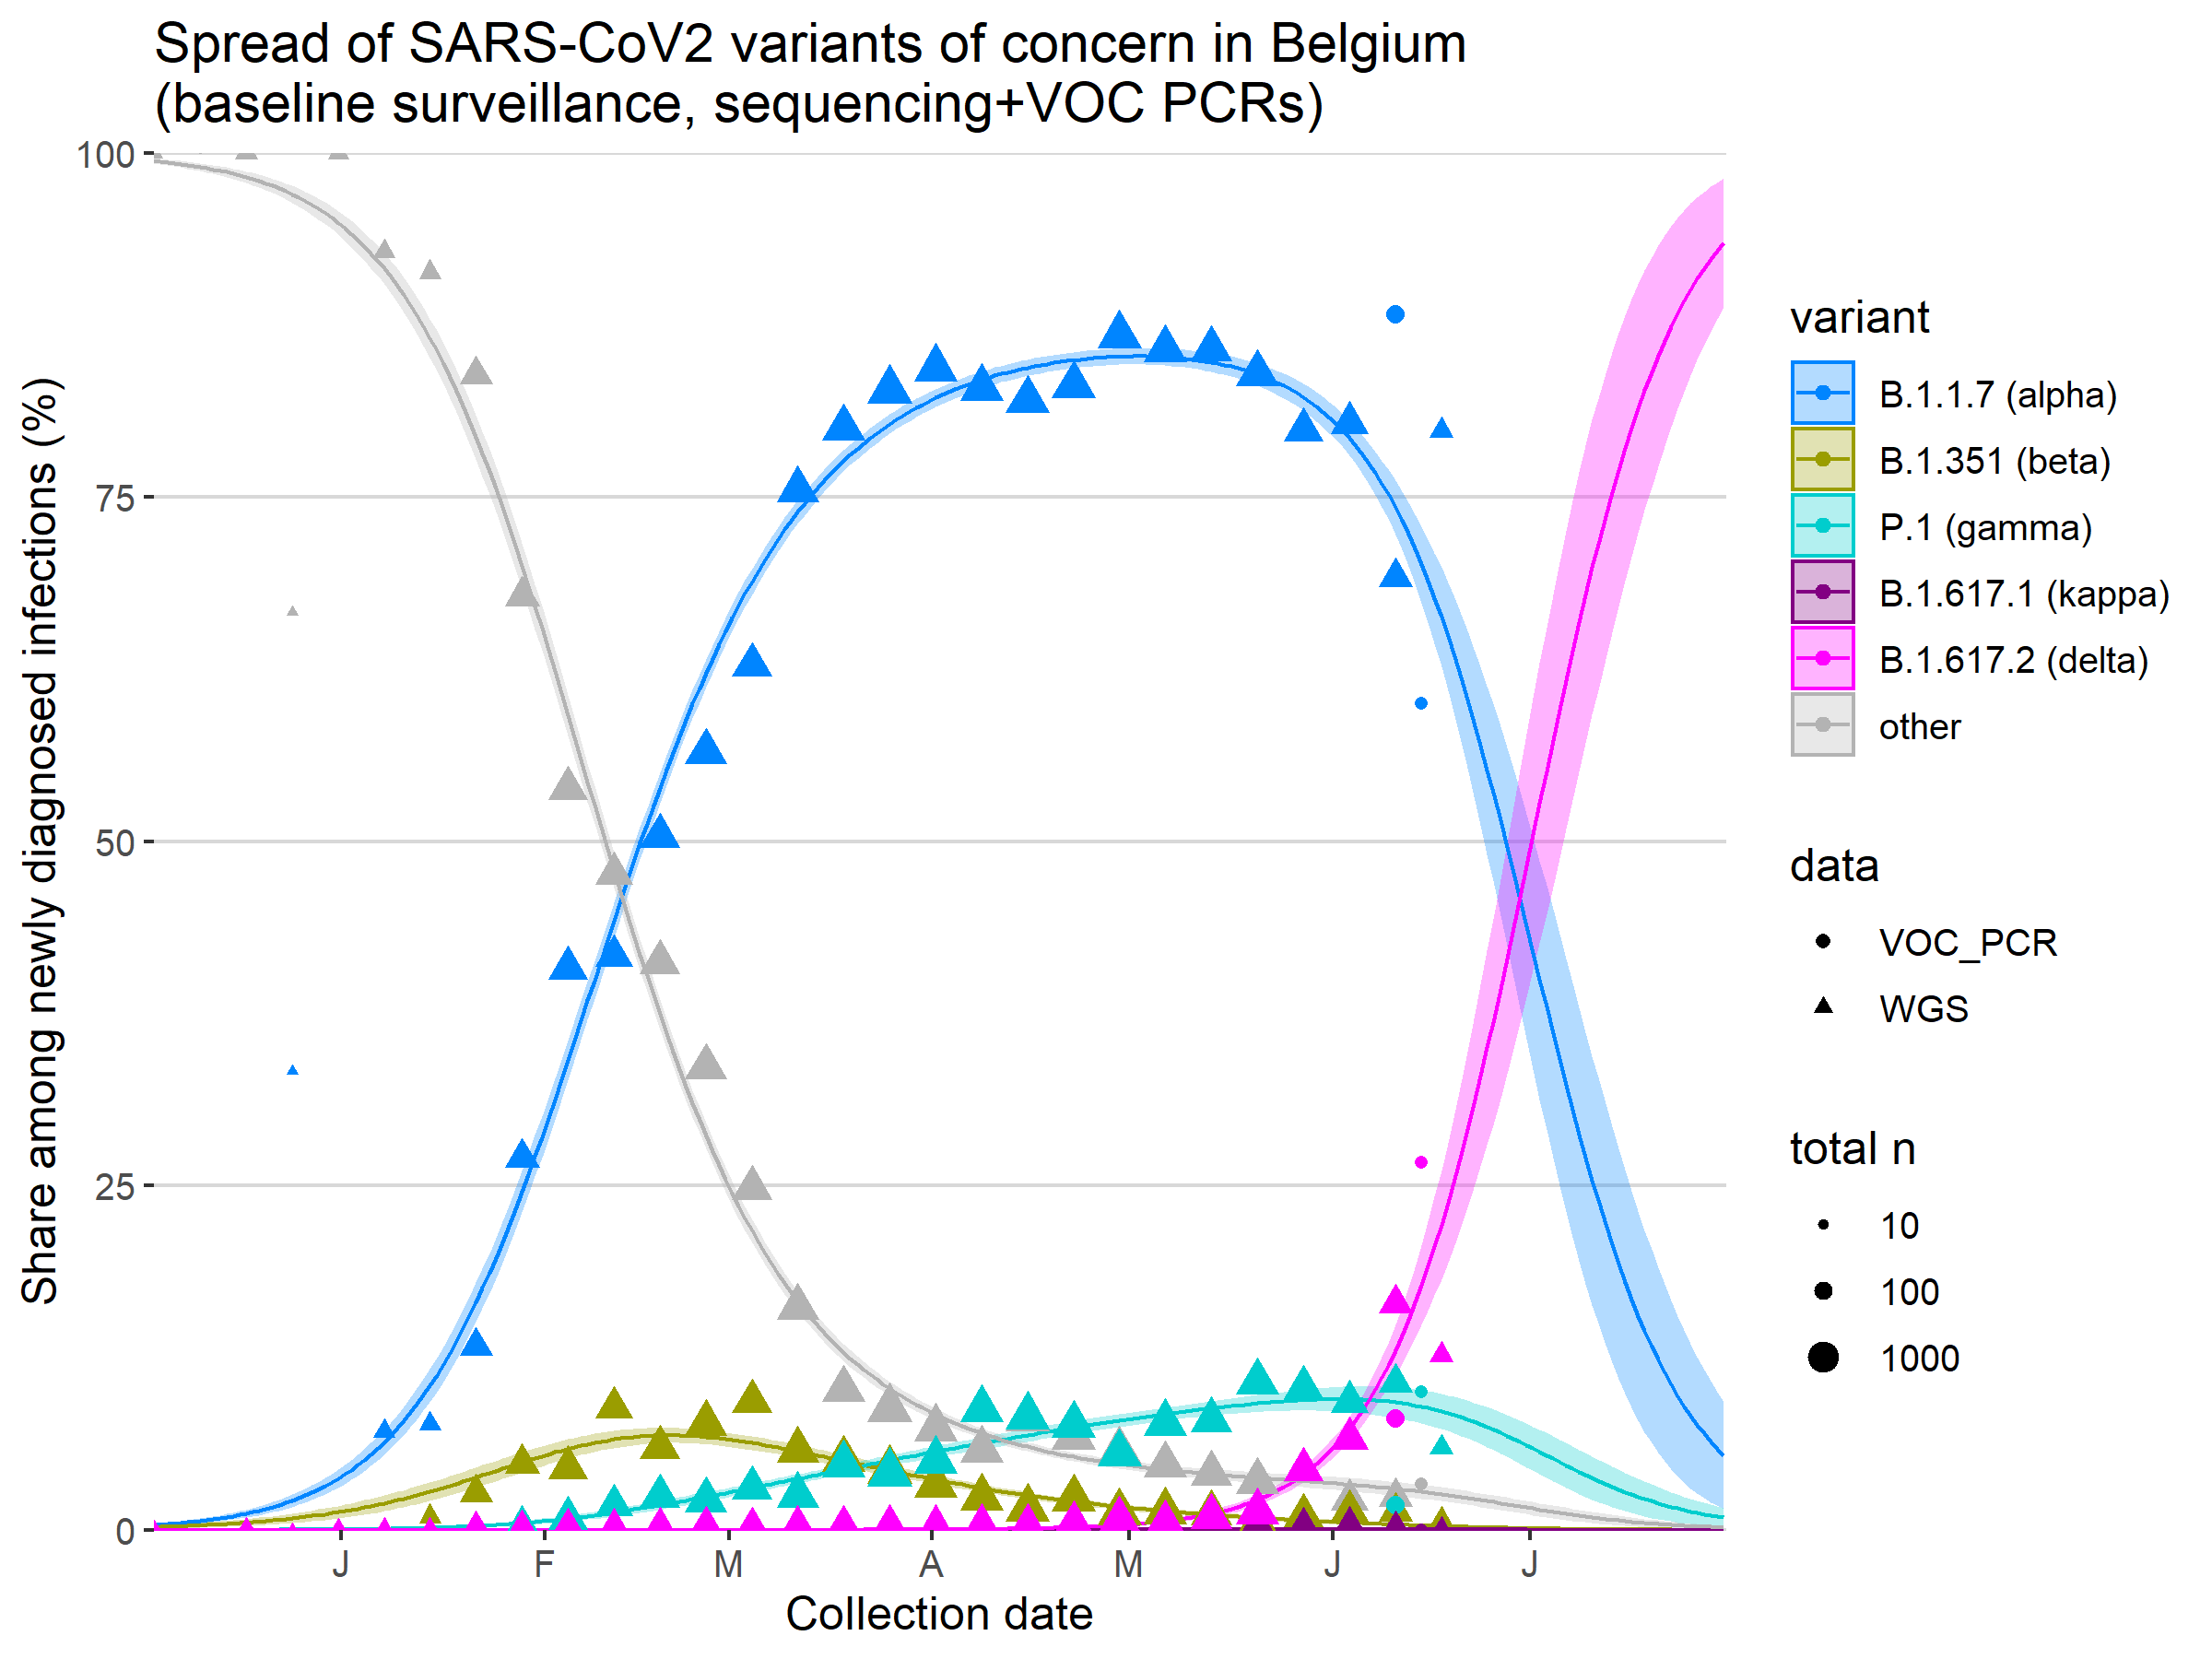 Spread of SARS-CoV2 variants of concern in Belgium
(baseline surveillance, sequencing+VOC PCRs)
Share among newly diagnosed infections (%)
100
75
50
25
0
J
F
M
A
M
J
J
Collection date
variant
B.1.1.7 (alpha)
B.1.351 (beta)
P.1 (gamma)
B.1.617.1 (kappa)
B.1.617.2 (delta)
other
data
VOC_PCR
WGS
total n
10
100
1000